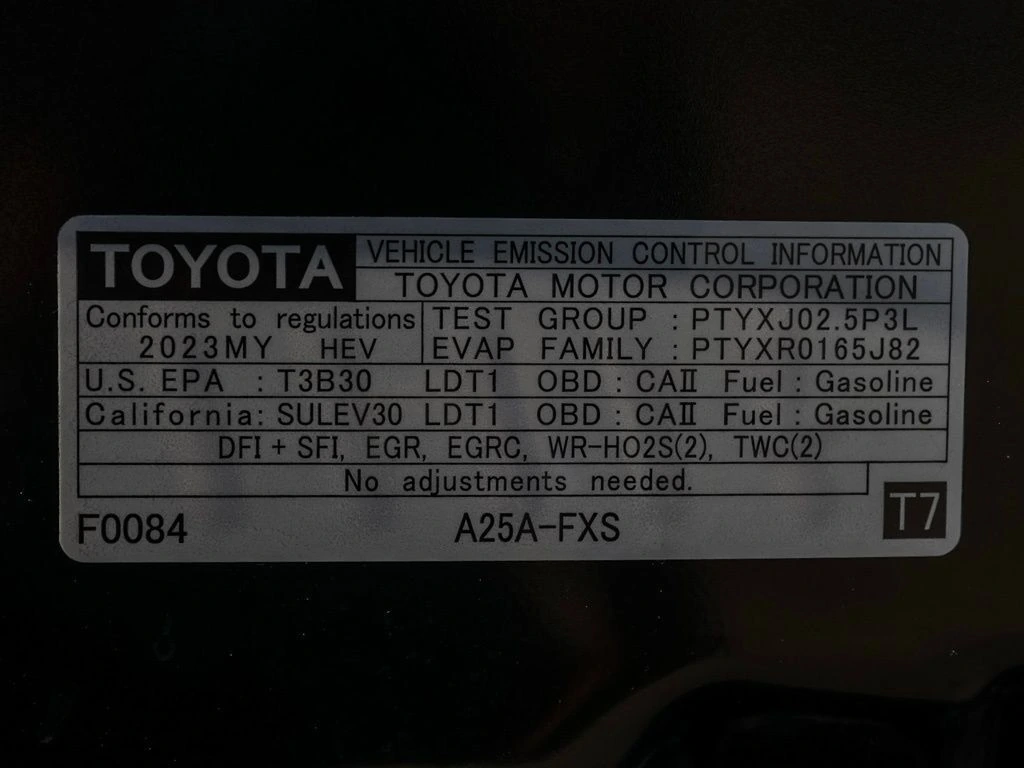 TOYOTA
VEHICLE EMISSION CONTROL INFORMATION
TOYOTA MOTOR CORPORATION
Conforms to regulations
2023MY HEV
TEST GROUP : PTYXJ02.5P3L
EVAP FAMILY : PTYXR0165J82
U.S. EPA : T3B30 LDT1 OBD : CAⅡ Fuel : Gasoline
California: SULEV30 LDT1 OBD : CAⅡ Fuel : Gasoline
DFI + SFI, EGR, EGRC, WR-HO2S(2), TWC(2)
No adjustments needed.
F0084 A25A-FXS T7